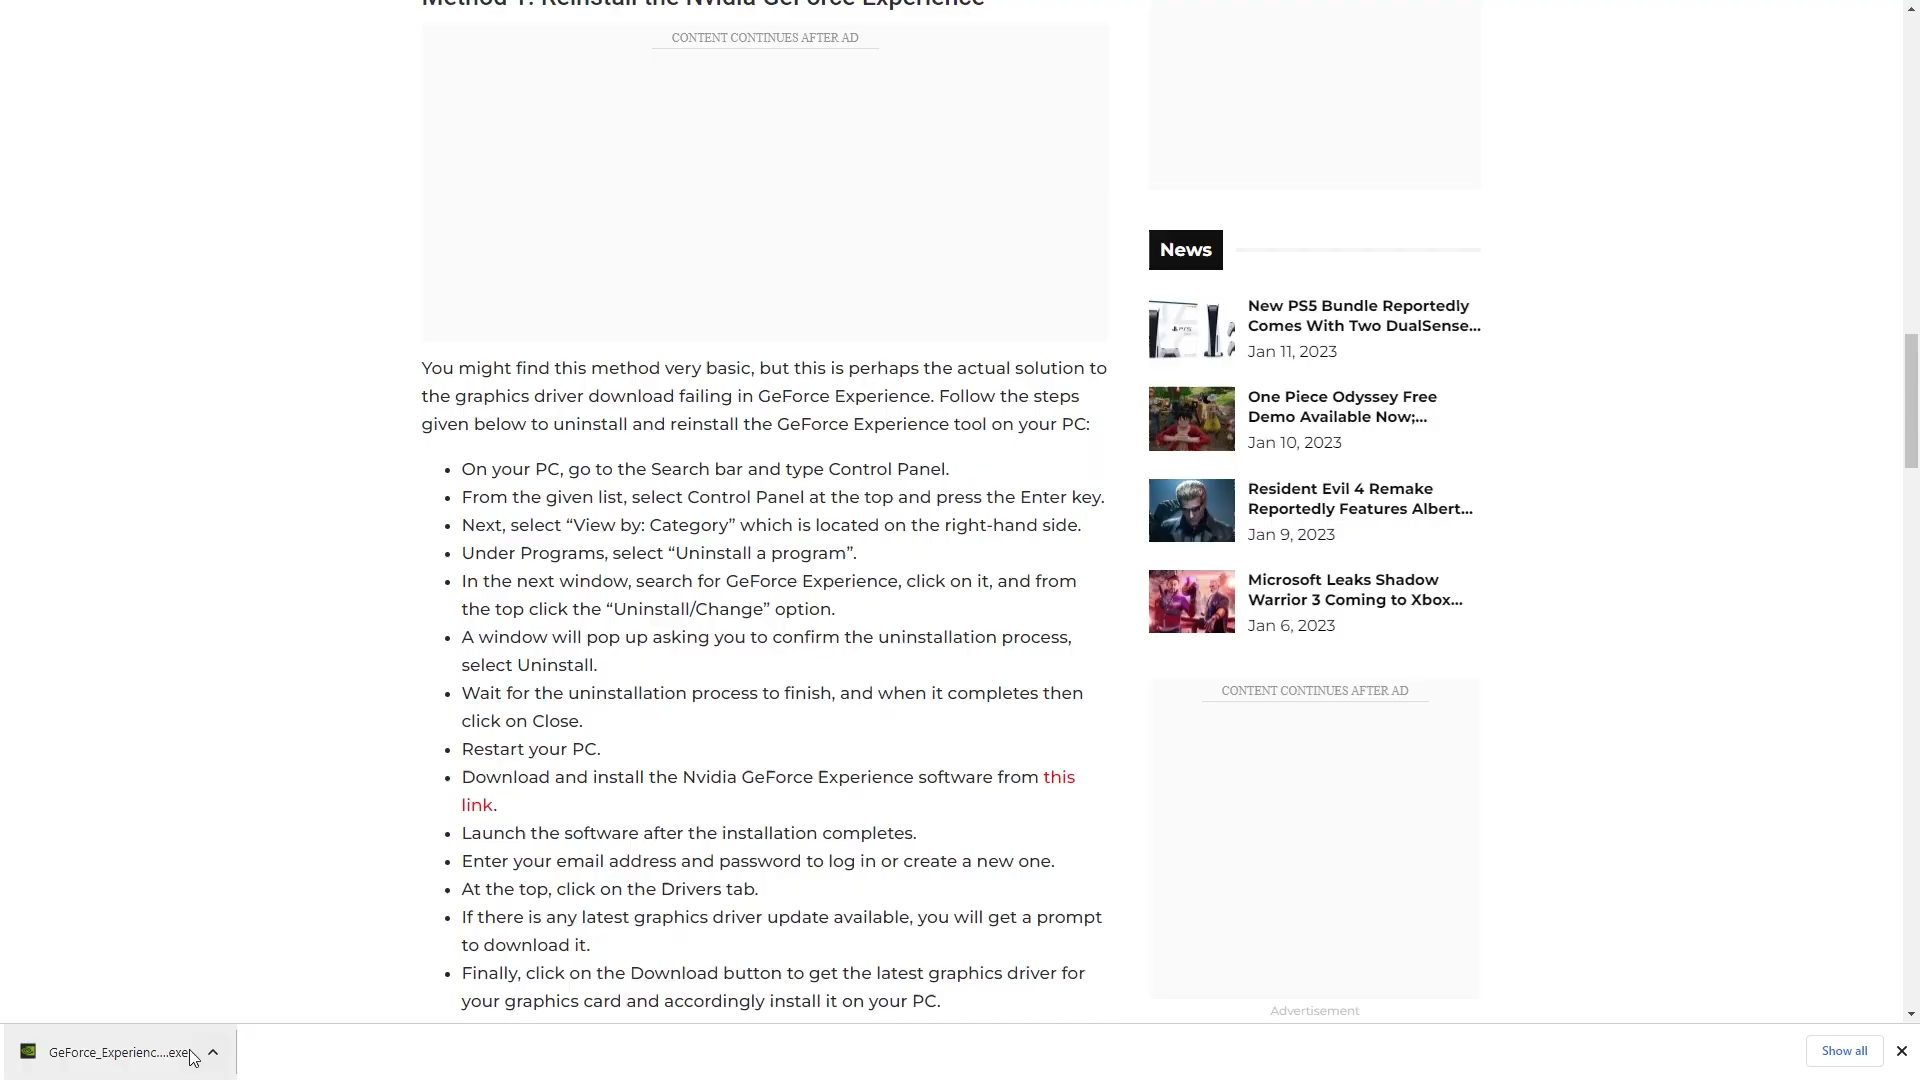 Method 1: Reinstall the Nvidia GeForce Experience
CONTENT CONTINUES AFTER AD
You might find this method very basic, but this is perhaps the actual solution to
the graphics driver download failing in GeForce Experience. Follow the steps
given below to uninstall and reinstall the GeForce Experience tool on your PC:
• On your PC, go to the Search bar and type Control Panel.
• From the given list, select Control Panel at the top and press the Enter key.
• Next, select “View by: Category” which is located on the right-hand side.
• Under Programs, select “Uninstall a program”.
• In the next window, search for GeForce Experience, click on it, and from
the top click the “Uninstall/Change” option.
• A window will pop up asking you to confirm the uninstallation process,
select Uninstall.
• Wait for the uninstallation process to finish, and when it completes then
click on Close.
• Restart your PC.
• Download and install the Nvidia GeForce Experience software from this
link.
• Launch the software after the installation completes.
• Enter your email address and password to log in or create a new one.
• At the top, click on the Drivers tab.
• If there is any latest graphics driver update available, you will get a prompt
to download it.
• Finally, click on the Download button to get the latest graphics driver for
your graphics card and accordingly install it on your PC.
News
New PS5 Bundle Reportedly
Comes With Two DualSense...
Jan 11, 2023
One Piece Odyssey Free
Demo Available Now;...
Jan 10, 2023
Resident Evil 4 Remake
Reportedly Features Albert...
Jan 9, 2023
Microsoft Leaks Shadow
Warrior 3 Coming to Xbox...
Jan 6, 2023
CONTENT CONTINUES AFTER AD
Advertisement
GeForce_Experienc....exe
Show all